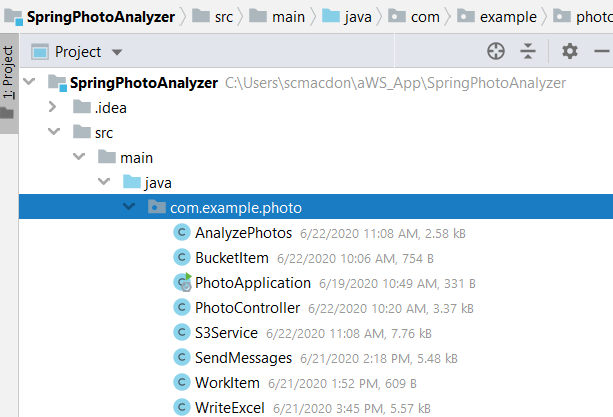 SpringPhotoAnalyzer src main java com example photo
1: Project
Project
SpringPhotoAnalyzer C:\Users\scmacdon\aWS_App\SpringPhotoAnalyzer
.idea
src
main
java
com.example.photo
AnalyzePhotos 6/22/2020 11:08 AM, 2.58 kB
BucketItem 6/22/2020 10:06 AM, 754 B
PhotoApplication 6/19/2020 10:49 AM, 331 B
PhotoController 6/22/2020 10:20 AM, 3.37 kB
S3Service 6/22/2020 11:08 AM, 7.76 kB
SendMessages 6/21/2020 2:18 PM, 5.48 kB
WorkItem 6/21/2020 1:52 PM, 609 B
WriteExcel 6/21/2020 3:45 PM, 5.57 kB